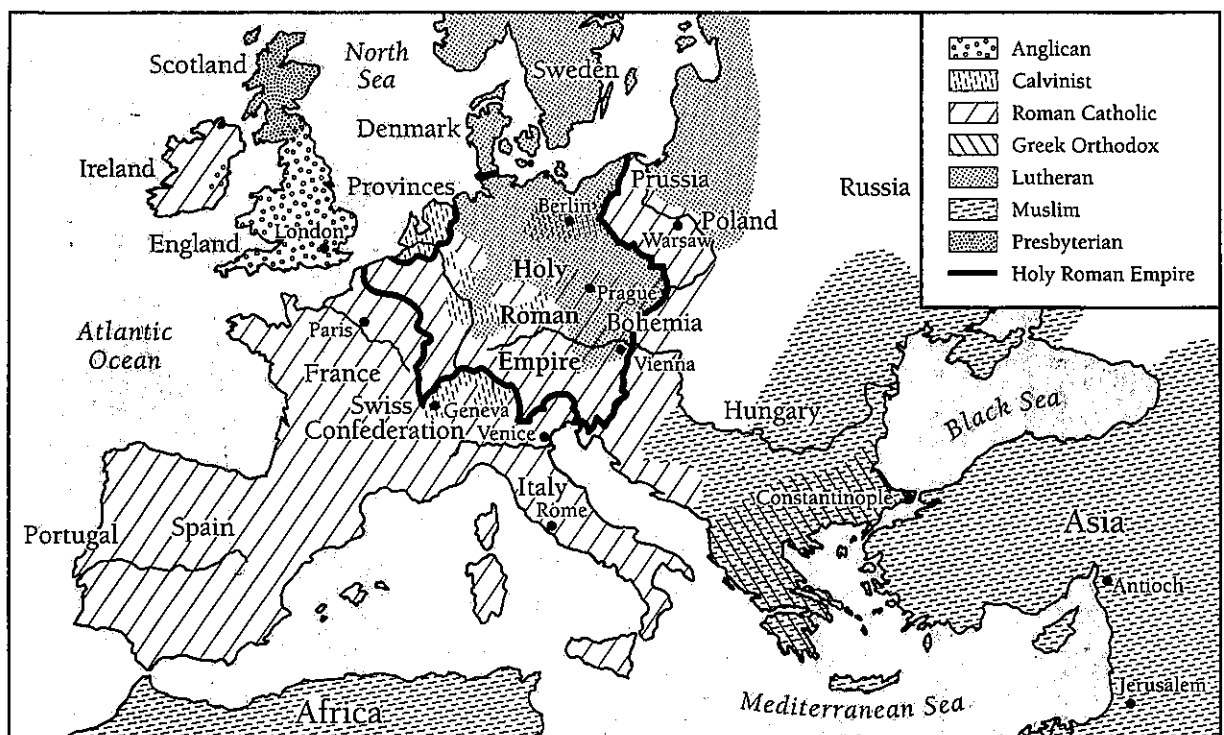 Scotland
North
Sea
Sweden
Denmark
Ireland
Provinces
Prussia
Berlin
Poland
Warsaw
England
London
Russia
Holy
Roman
Empire
Prague
Bohemia
Vienna
Atlantic
Ocean
Paris
France
Swiss
Confederation
Geneva
Venice
Hungary
Black Sea
Portugal
Spain
Italy
Rome
Constantinople
Asia
Antioch
Africa
Mediterranean Sea
Jerusalem
Anglican
Calvinist
Roman Catholic
Greek Orthodox
Lutheran
Muslim
Presbyterian
Holy Roman Empire